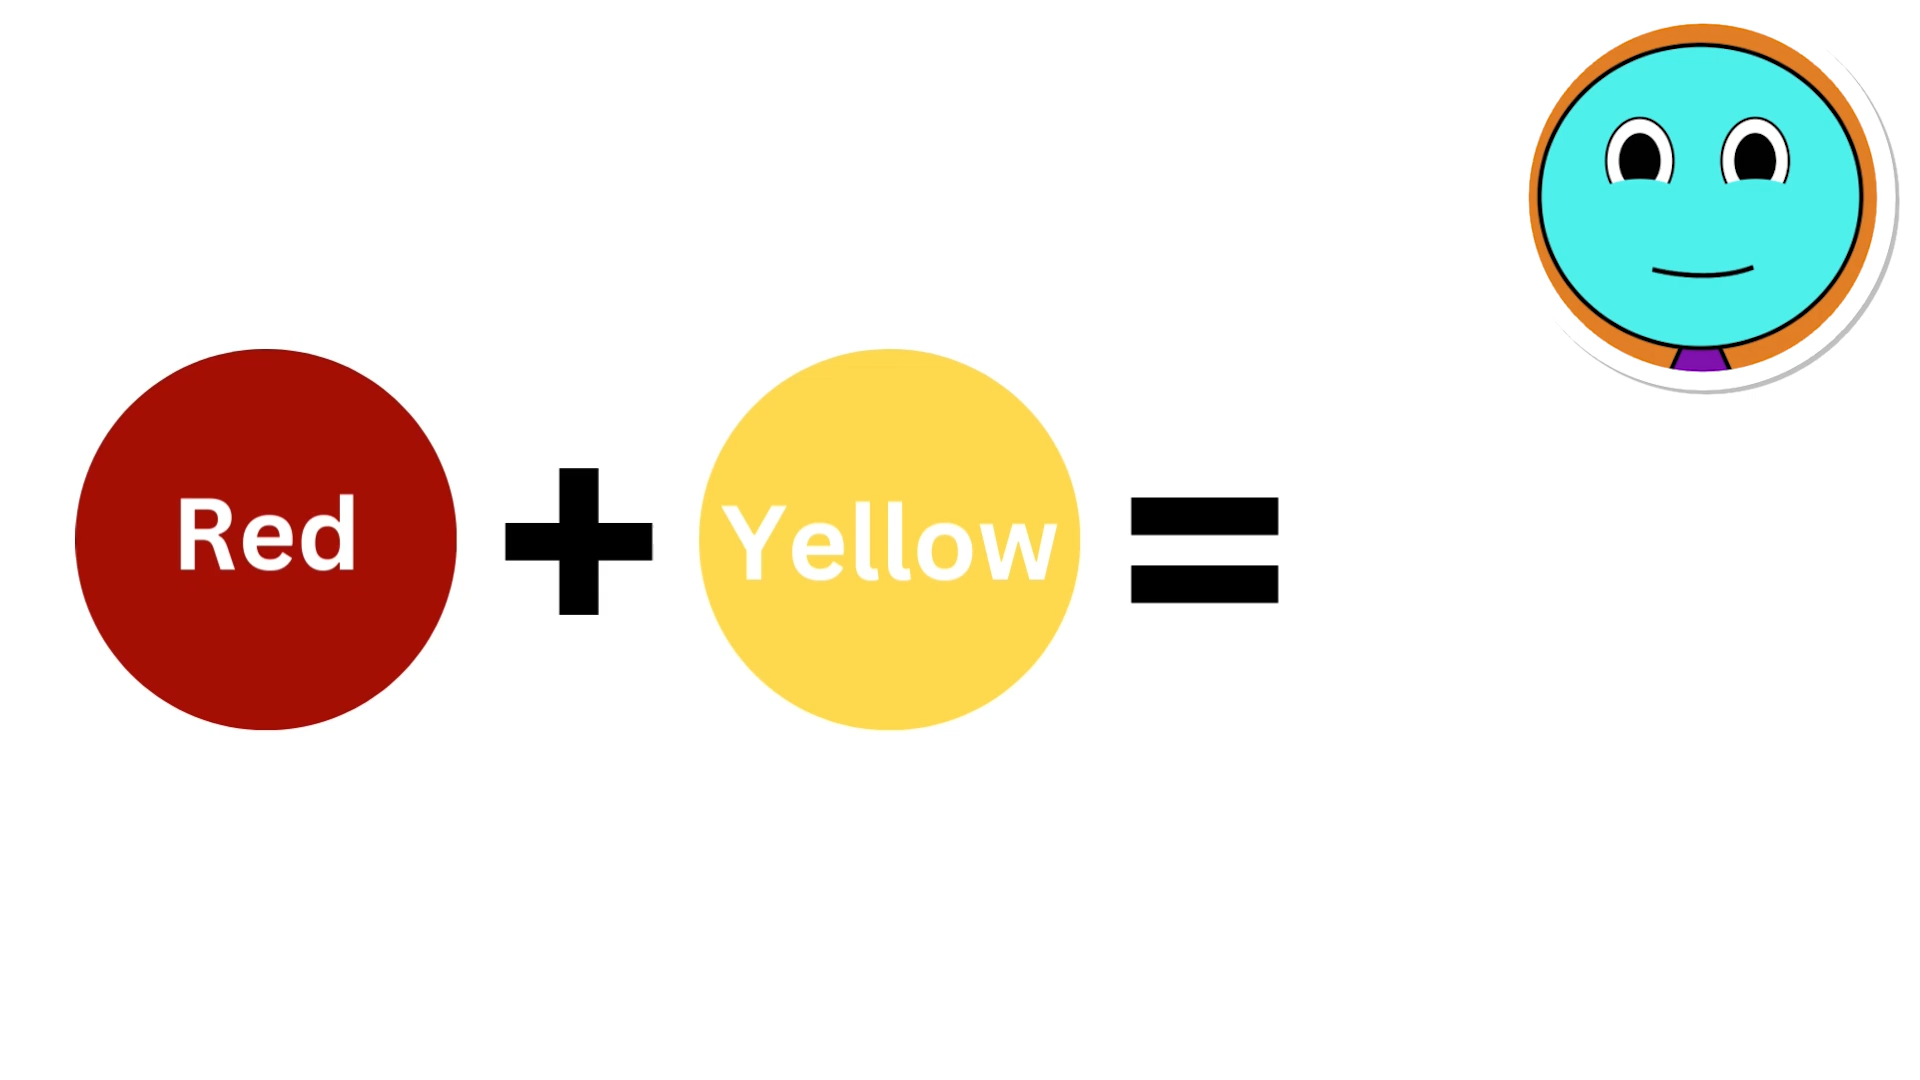 Red + Yellow =